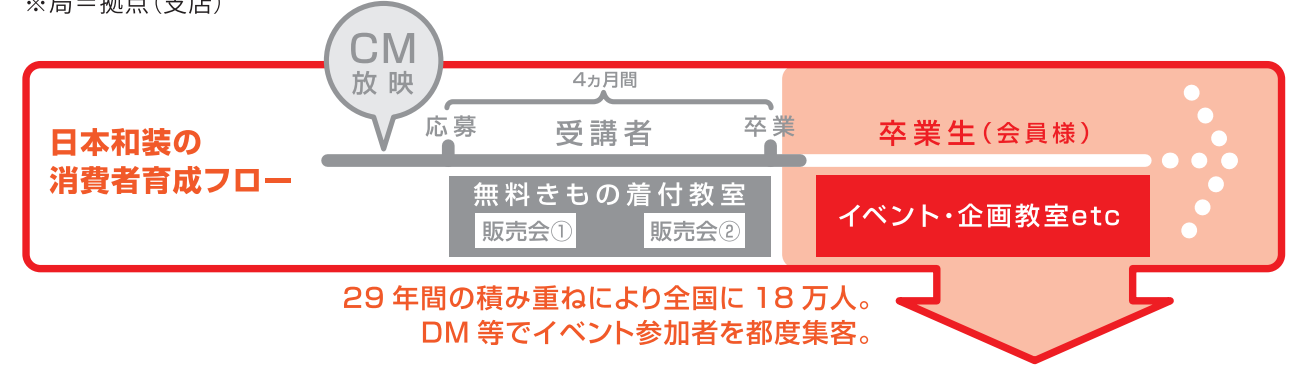 ※局＝拠点（支店）
CM
放映
4ヵ月間
応募
受講者
卒業
卒業生（会員様）
日本和装の
消費者育成フロー
無料きもの着付教室
販売会①
販売会②
イベント・企画教室etc
29年間の積み重ねにより全国に18万人。
DM等でイベント参加者を都度集客。